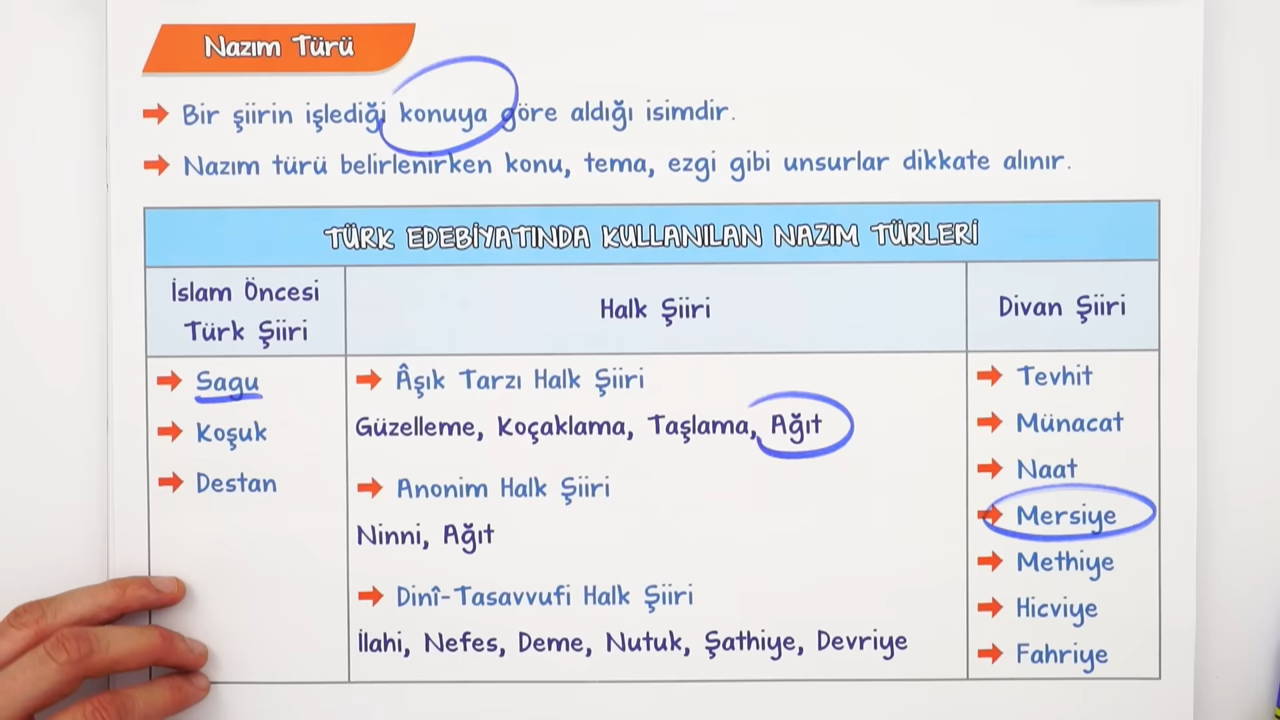 Nazım Türü
Bir şiirin işlediği konuya göre aldığı isimdir.
Nazım türü belirlenirken konu, tema, ezgi gibi unsurlar dikkate alınır.
TÜRK EDEBİYATINDA KULLANILAN NAZIM TÜRLERİ
İslam Öncesi
Türk Şiiri
Sagu
Koşuk
Destan
Halk Şiiri
Âşık Tarzı Halk Şiiri
Güzelleme, Koçaklama, Taşlama, Ağıt
Anonim Halk Şiiri
Ninni, Ağıt
Dinî-Tasavvufi Halk Şiiri
İlahi, Nefes, Deme, Nutuk, Şathiye, Devriye
Divan Şiiri
Tevhit
Münacat
Naat
Mersiye
Methiye
Hicviye
Fahriye